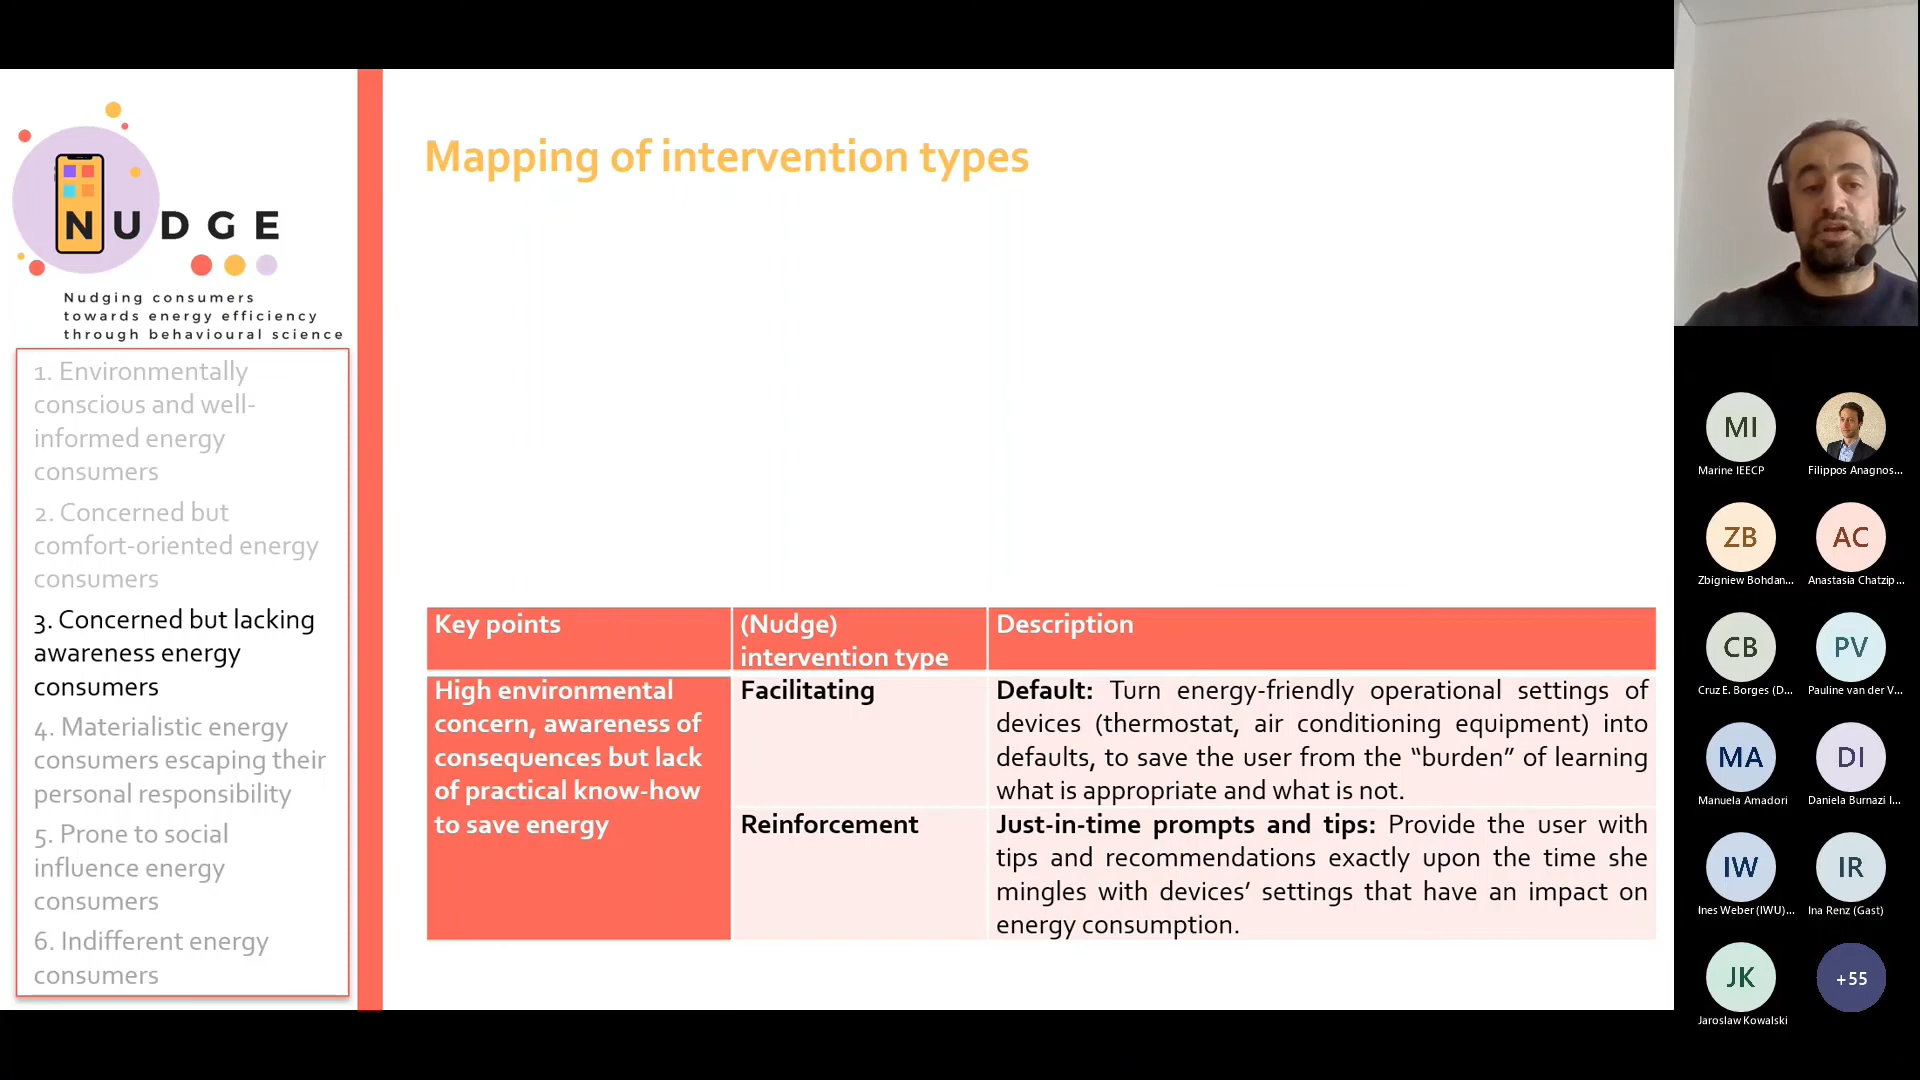 NUDGE
Nudging consumers
towards energy efficiency
through behavioural science
1. Environmentally
conscious and well-
informed energy
consumers
2. Concerned but
comfort-oriented energy
consumers
3. Concerned but lacking
awareness energy
consumers
4. Materialistic energy
consumers escaping their
personal responsibility
5. Prone to social
influence energy
consumers
6. Indifferent energy
consumers
Mapping of intervention types
Key points
(Nudge)
intervention type
Description
High environmental
concern, awareness of
consequences but lack
of practical know-how
to save energy
Facilitating
Default: Turn energy-friendly operational settings of
devices (thermostat, air conditioning equipment) into
defaults, to save the user from the “burden” of learning
what is appropriate and what is not.
Reinforcement
Just-in-time prompts and tips: Provide the user with
tips and recommendations exactly upon the time she
mingles with devices’ settings that have an impact on
energy consumption.
MI
Marine IEECP
Filippos Anagnos...
ZB
Zbigniew Bohdan...
AC
Anastasia Chatzip...
CB
Cruz E. Borges (D...
PV
Pauline van der V...
MA
Manuela Amadori
DI
Daniela Burnazi I...
IW
Ines Weber (IWU)...
IR
Ina Renz (Gast)
JK
Jaroslaw Kowalski
+55